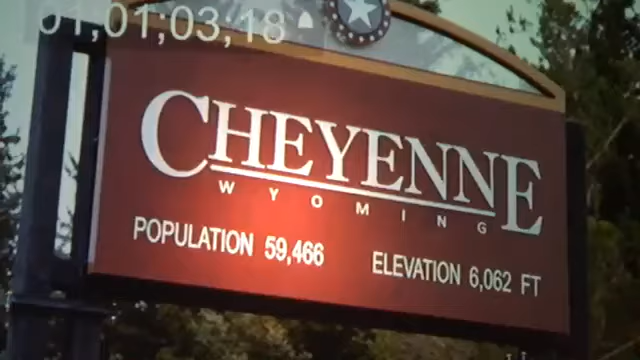 01;01;03;18
CHEYENNE
WYOMING
POPULATION 59,466
ELEVATION 6,062 FT